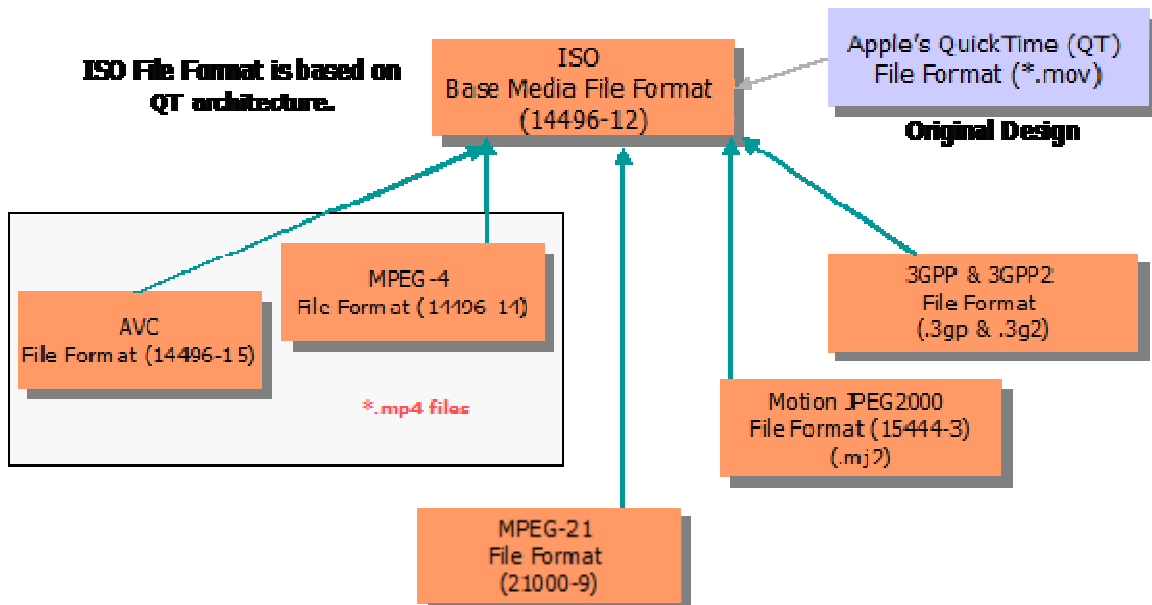 ISO File Format is based on
QT architecture.
ISO
Base Media File Format
(14496-12)
Apple's QuickTime (QT)
File Format (*.mov)
Original Design
MPEG-4
File Format (14496-14)
AVC
File Format (14496-15)
*.mp4 files
3GPP & 3GPP2
File Format
(.3gp & .3g2)
Motion JPEG2000
File Format (15444-3)
(.mj2)
MPEG-21
File Format
(21000-9)